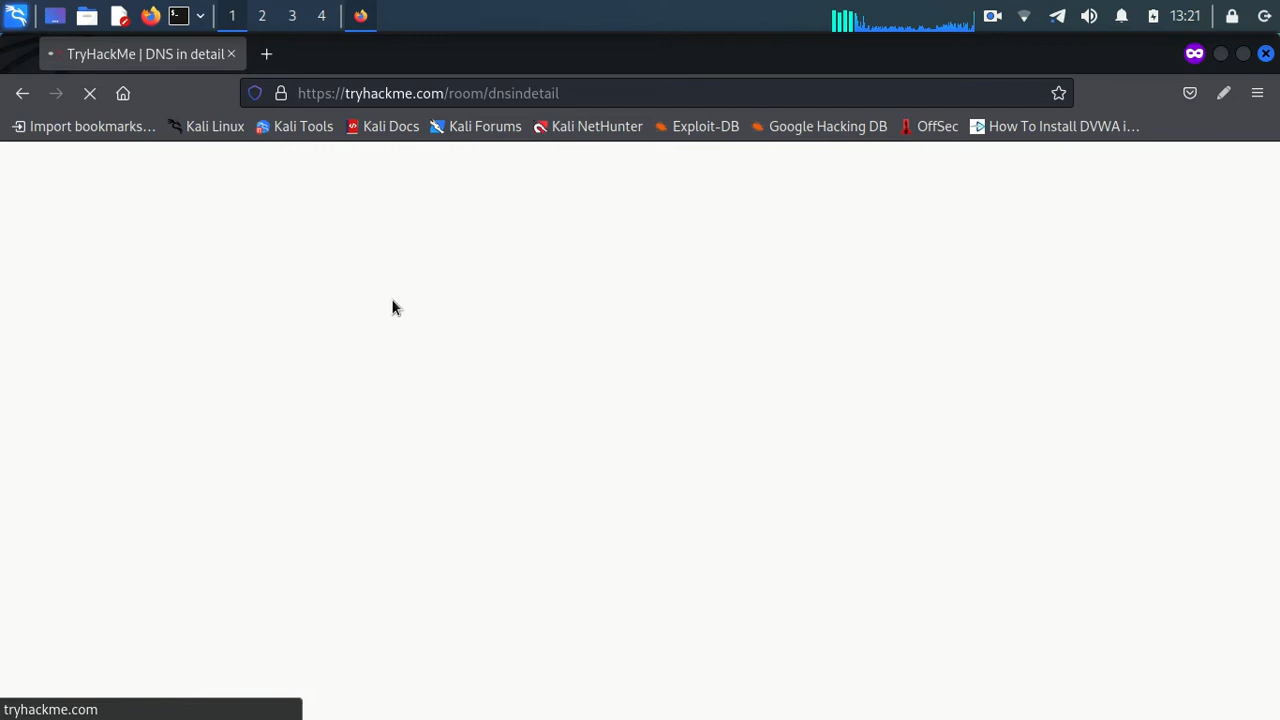 1 2 3 4 13:21
TryHackMe | DNS in detail
https://tryhackme.com/room/dnsindetail
Import bookmarks… Kali Linux Kali Tools Kali Docs Kali Forums Kali NetHunter Exploit-DB Google Hacking DB OffSec How To Install DVWA i…
tryhackme.com